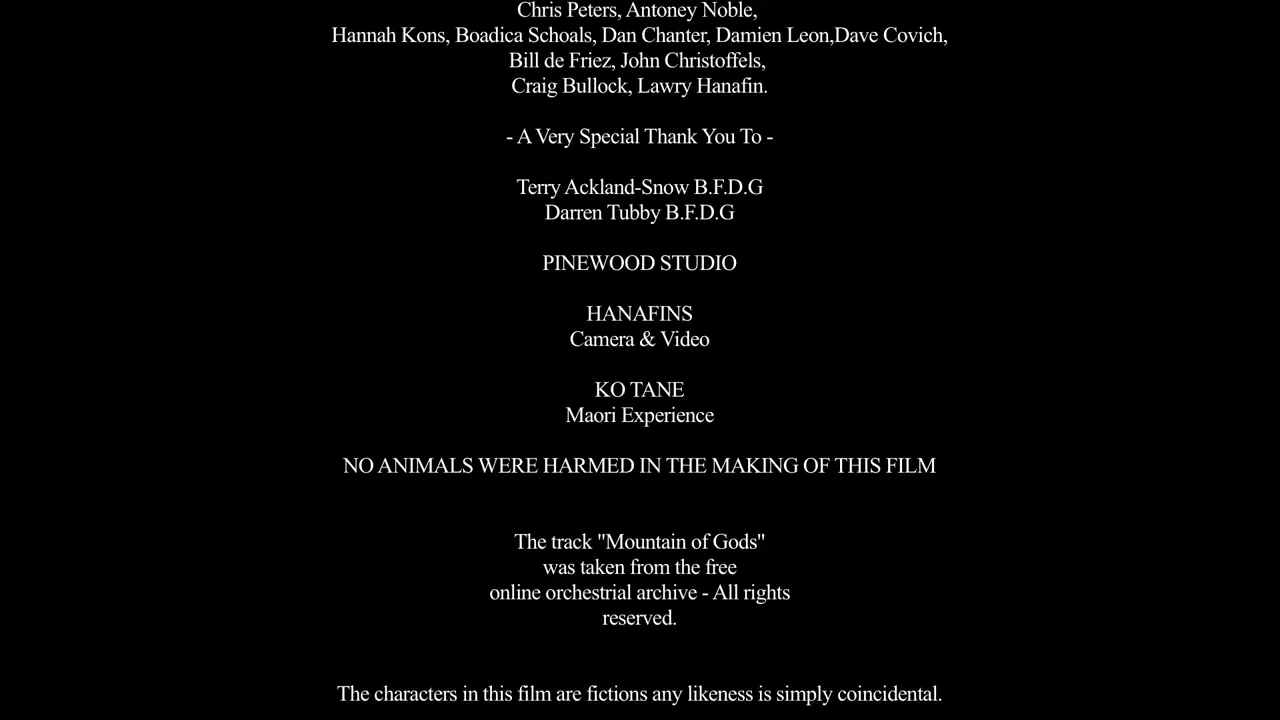 Chris Peters, Antoney Noble,
Hannah Kons, Boadica Schoals, Dan Chanter, Damien Leon,Dave Covich,
Bill de Friez, John Christoffels,
Craig Bullock, Lawry Hanafin.
- A Very Special Thank You To -
Terry Ackland-Snow B.F.D.G
Darren Tubby B.F.D.G
PINEWOOD STUDIO
HANAFINS
Camera & Video
KO TANE
Maori Experience
NO ANIMALS WERE HARMED IN THE MAKING OF THIS FILM
The track "Mountain of Gods"
was taken from the free
online orchestrial archive - All rights
reserved.
The characters in this film are fictions any likeness is simply coincidental.